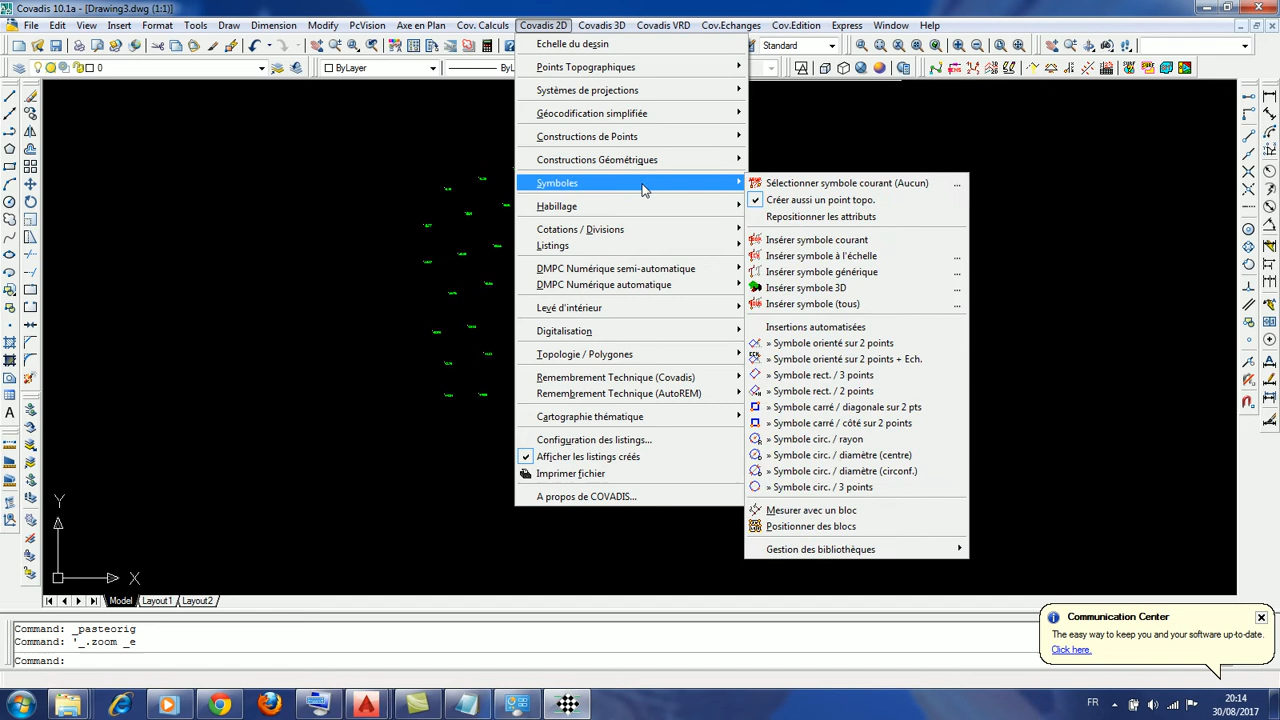 Covadis 10.1a - [Drawing3.dwg (1:1)]
File Edit View Insert Format Tools Draw Dimension Modify PcVision Axe en Plan Cov. Calculs Covadis 2D Covadis 3D Covadis VRD Cov.Echanges Cov.Edition Express Window Help
Standard
0
ByLayer
ByL
Echelle du dessin
Points Topographiques
Systèmes de projections
Géocodification simplifiée
Constructions de Points
Constructions Géométriques
Symboles
Habillage
Cotations / Divisions
Listings
DMPC Numérique semi-automatique
DMPC Numérique automatique
Levé d'intérieur
Digitalisation
Topologie / Polygones
Remembrement Technique (Covadis)
Remembrement Technique (AutoREM)
Cartographie thématique
Configuration des listings...
Afficher les listings créés
Imprimer fichier
A propos de COVADIS...
Sélectionner symbole courant (Aucun) ...
Créer aussi un point topo.
Repositionner les attributs
Insérer symbole courant
Insérer symbole à l'échelle ...
Insérer symbole générique ...
Insérer symbole 3D ...
Insérer symbole (tous) ...
Insertions automatisées
» Symbole orienté sur 2 points
» Symbole orienté sur 2 points + Ech.
» Symbole rect. / 3 points
» Symbole rect. / 2 points
» Symbole carré / diagonale sur 2 pts
» Symbole carré / côté sur 2 points
» Symbole circ. / rayon
» Symbole circ. / diamètre (centre)
» Symbole circ. / diamètre (circonf.)
» Symbole circ. / 3 points
Mesurer avec un bloc
Positionner des blocs
Gestion des bibliothèques
Y
X
Model Layout1 Layout2
Command: _pasteorig
Command: '_.zoom _e
Command:
Communication Center
The easy way to keep you and your software up-to-date.
Click here.
FR
20:14
30/08/2017